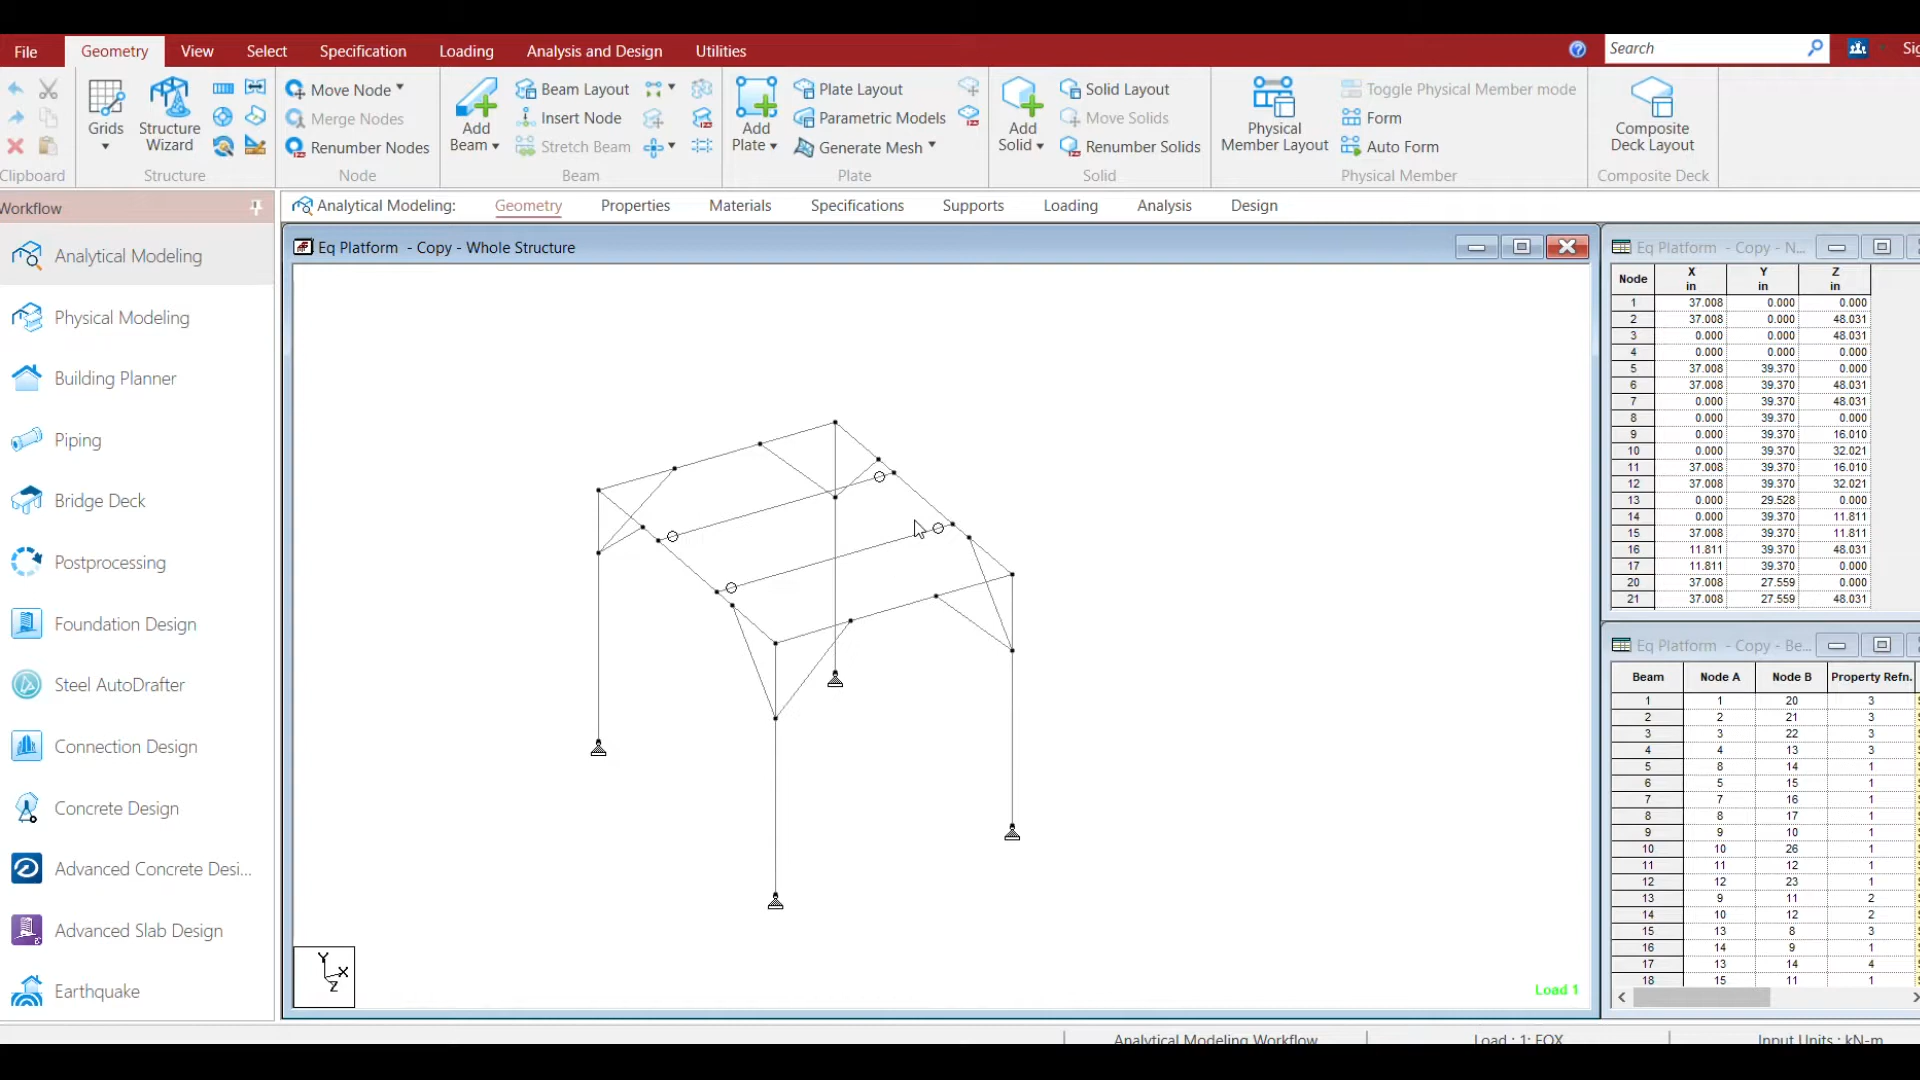 File Geometry View Select Specification Loading Analysis and Design Utilities Search
Grids Structure Wizard Structure
Clipboard
Move Node
Merge Nodes
Renumber Nodes
Node
Add Beam
Beam Layout
Insert Node
Stretch Beam
Beam
Add Plate
Plate Layout
Parametric Models
Generate Mesh
Plate
Add Solid
Solid Layout
Move Solids
Renumber Solids
Solid
Physical Member Layout
Toggle Physical Member mode
Form
Auto Form
Physical Member
Composite Deck Layout
Composite Deck
Workflow
Analytical Modeling: Geometry Properties Materials Specifications Supports Loading Analysis Design
Analytical Modeling
Physical Modeling
Building Planner
Piping
Bridge Deck
Postprocessing
Foundation Design
Steel AutoDrafter
Connection Design
Concrete Design
Advanced Concrete Desi...
Advanced Slab Design
Earthquake
Eq Platform - Copy - Whole Structure
Y
X
Z
Load 1
Eq Platform - Copy - N...
Node X in Y in Z in
1 37.008 0.000 0.000
2 37.008 0.000 48.031
3 0.000 0.000 48.031
4 0.000 0.000 0.000
5 37.008 39.370 0.000
6 37.008 39.370 48.031
7 0.000 39.370 48.031
8 0.000 39.370 0.000
9 0.000 39.370 16.010
10 0.000 39.370 32.021
11 37.008 39.370 16.010
12 37.008 39.370 32.021
13 0.000 29.528 0.000
14 0.000 39.370 11.811
15 37.008 39.370 11.811
16 11.811 39.370 48.031
17 11.811 39.370 0.000
20 37.008 27.559 0.000
21 37.008 27.559 48.031
Eq Platform - Copy - Be...
Beam Node A Node B Property Refn.
1 1 20 3
2 2 21 3
3 3 22 3
4 4 13 3
5 8 14 1
6 5 15 1
7 7 16 1
8 8 17 1
9 9 10 1
10 10 26 1
11 11 12 1
12 12 23 1
13 9 11 2
14 10 12 2
15 13 8 3
16 14 9 1
17 13 14 4
18 15 11 1
Analytical Modeling Workflow Load : 1: EQX Input Units : kN-m